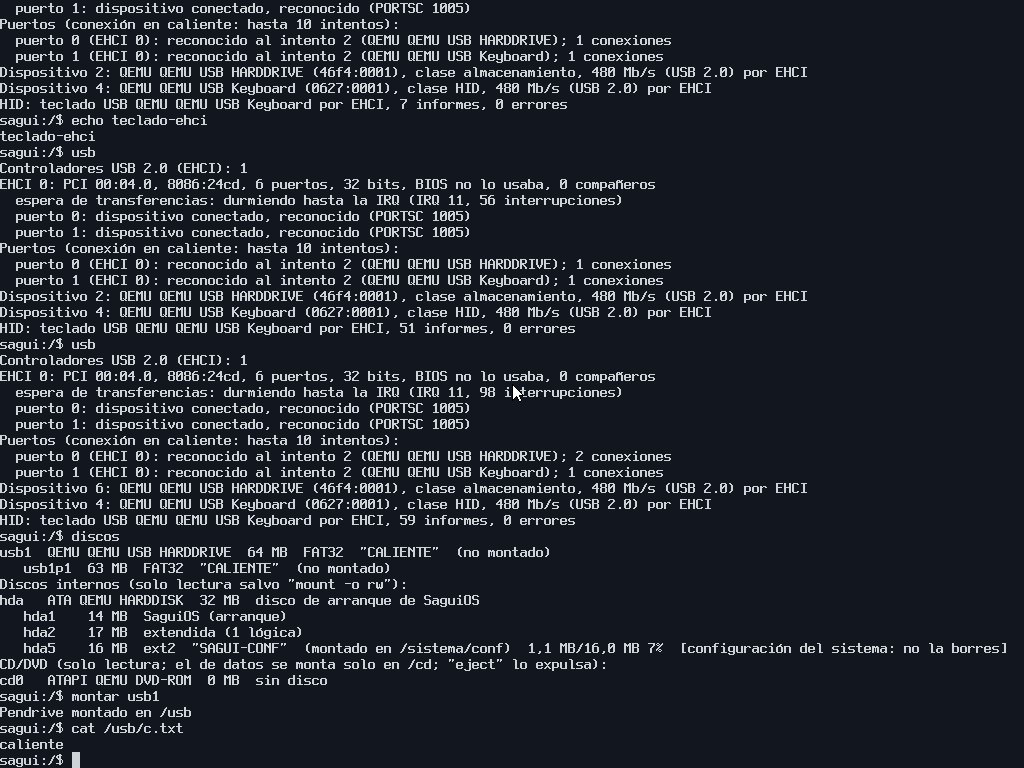 puerto 1: dispositivo conectado, reconocido (PORTSC 1005)
Puertos (conexión en caliente: hasta 10 intentos):
  puerto 0 (EHCI 0): reconocido al intento 2 (QEMU QEMU USB HARDDRIVE); 1 conexiones
  puerto 1 (EHCI 0): reconocido al intento 2 (QEMU QEMU USB Keyboard); 1 conexiones
Dispositivo 2: QEMU QEMU USB HARDDRIVE (46f4:0001), clase almacenamiento, 480 Mb/s (USB 2.0) por EHCI
Dispositivo 4: QEMU QEMU USB Keyboard (0627:0001), clase HID, 480 Mb/s (USB 2.0) por EHCI
HID: teclado USB QEMU QEMU USB Keyboard por EHCI, 7 informes, 0 errores
sagui:/$ echo teclado-ehci
teclado-ehci
sagui:/$ usb
Controladores USB 2.0 (EHCI): 1
EHCI 0: PCI 00:04.0, 8086:24cd, 6 puertos, 32 bits, BIOS no lo usaba, 0 compañeros
  espera de transferencias: durmiendo hasta la IRQ (IRQ 11, 56 interrupciones)
  puerto 0: dispositivo conectado, reconocido (PORTSC 1005)
  puerto 1: dispositivo conectado, reconocido (PORTSC 1005)
Puertos (conexión en caliente: hasta 10 intentos):
  puerto 0 (EHCI 0): reconocido al intento 2 (QEMU QEMU USB HARDDRIVE); 1 conexiones
  puerto 1 (EHCI 0): reconocido al intento 2 (QEMU QEMU USB Keyboard); 1 conexiones
Dispositivo 2: QEMU QEMU USB HARDDRIVE (46f4:0001), clase almacenamiento, 480 Mb/s (USB 2.0) por EHCI
Dispositivo 4: QEMU QEMU USB Keyboard (0627:0001), clase HID, 480 Mb/s (USB 2.0) por EHCI
HID: teclado USB QEMU QEMU USB Keyboard por EHCI, 51 informes, 0 errores
sagui:/$ usb
Controladores USB 2.0 (EHCI): 1
EHCI 0: PCI 00:04.0, 8086:24cd, 6 puertos, 32 bits, BIOS no lo usaba, 0 compañeros
  espera de transferencias: durmiendo hasta la IRQ (IRQ 11, 98 interrupciones)
  puerto 0: dispositivo conectado, reconocido (PORTSC 1005)
  puerto 1: dispositivo conectado, reconocido (PORTSC 1005)
Puertos (conexión en caliente: hasta 10 intentos):
  puerto 0 (EHCI 0): reconocido al intento 2 (QEMU QEMU USB HARDDRIVE); 2 conexiones
  puerto 1 (EHCI 0): reconocido al intento 2 (QEMU QEMU USB Keyboard); 1 conexiones
Dispositivo 6: QEMU QEMU USB HARDDRIVE (46f4:0001), clase almacenamiento, 480 Mb/s (USB 2.0) por EHCI
Dispositivo 4: QEMU QEMU USB Keyboard (0627:0001), clase HID, 480 Mb/s (USB 2.0) por EHCI
HID: teclado USB QEMU QEMU USB Keyboard por EHCI, 59 informes, 0 errores
sagui:/$ discos
usb1  QEMU QEMU USB HARDDRIVE  64 MB  FAT32  "CALIENTE"  (no montado)
   usb1p1  63 MB  FAT32  "CALIENTE"  (no montado)
Discos internos (solo lectura salvo "mount -o rw"):
hda   ATA QEMU HARDDISK  32 MB  disco de arranque de SaguiOS
   hda1    14 MB  SaguiOS (arranque)
   hda2    17 MB  extendida (1 lógica)
   hda5    16 MB  ext2  "SAGUI-CONF"  (montado en /sistema/conf)  1,1 MB/16,0 MB 7%  [configuración del sistema: no la borres]
CD/DVD (solo lectura; el de datos se monta solo en /cd; "eject" lo expulsa):
cd0   ATAPI QEMU DVD-ROM  0 MB  sin disco
sagui:/$ montar usb1
Pendrive montado en /usb
sagui:/$ cat /usb/c.txt
caliente
sagui:/$